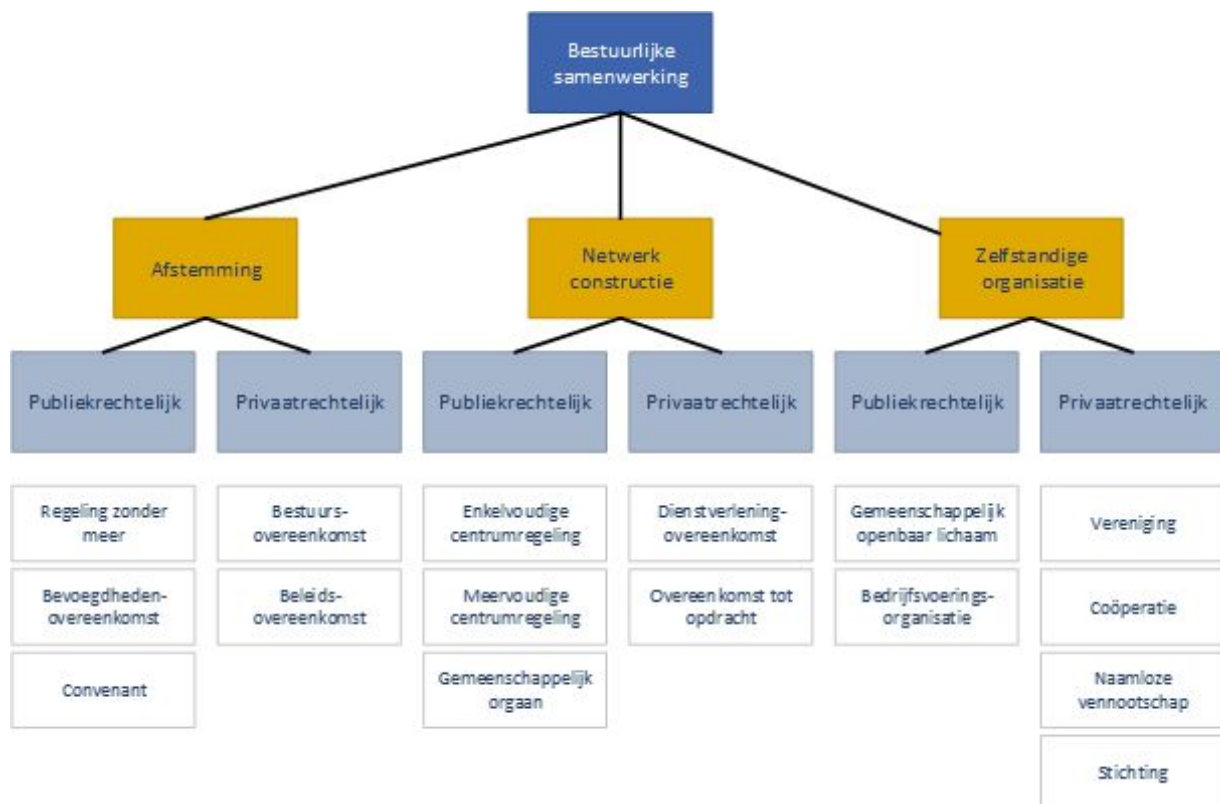 Bestuurlijke
samenwerking
Afstemming
Netwerk
constructie
Zelfstandige
organisatie
Publiekrechtelijk
Privaatrechtelijk
Publiekrechtelijk
Privaatrechtelijk
Publiekrechtelijk
Privaatrechtelijk
Regeling zonder
meer
Bevoegdheden-
overeenkomst
Convenant
Bestuurs-
overeenkomst
Beleids-
overeenkomst
Enkelvoudige
centrumregeling
Meervoudige
centrumregeling
Gemeenschappelijk
orgaan
Dienstverlening-
overeenkomst
Overeenkomst tot
opdracht
Gemeenschappelijk
openbaar lichaam
Bedrijfsvoerings-
organisatie
Vereniging
Coöperatie
Naamloze
vennootschap
Stichting